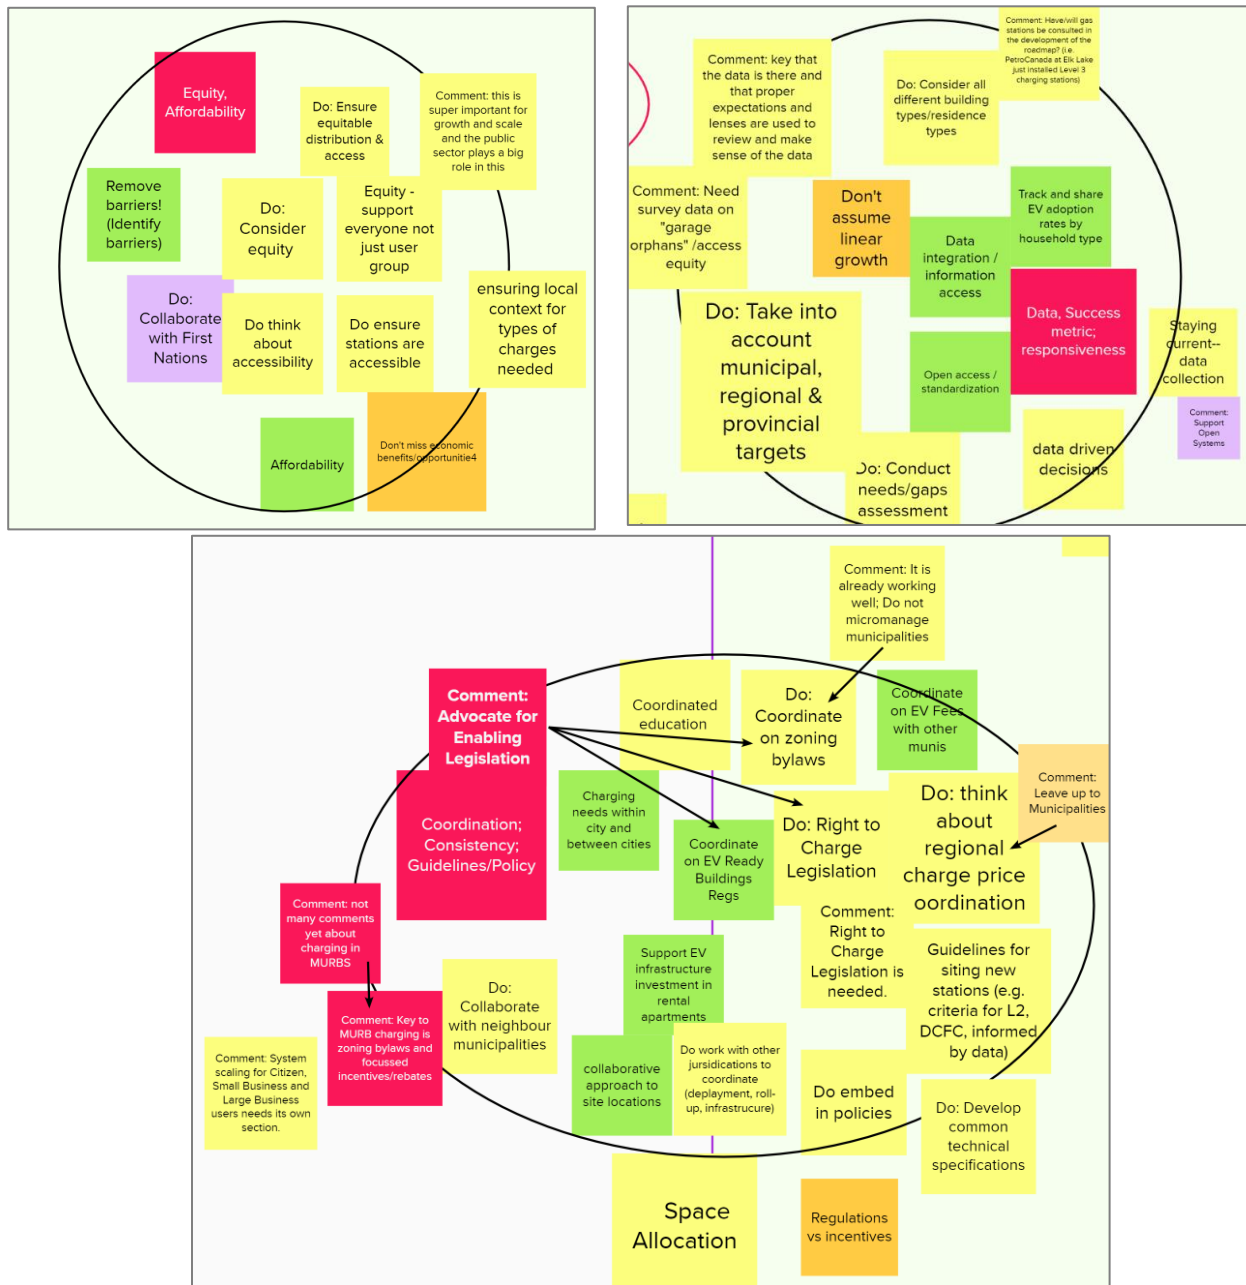 Equity,
Affordability
Do: Ensure
equitable
distribution &
access
Comment: this is
super important for
growth and scale
and the public
sector plays a big
role in this
Remove
barriers!
(Identify
barriers)
Do:
Consider
equity
Equity -
support
everyone not
just user
group
Do:
Collaborate
with First
Nations
Do think
about
accessibility
Do ensure
stations are
accessible
ensuring local
context for
types of
charges
needed
Affordability
Don't miss economic
benefits/opportunitie4
Comment: key that
the data is there and
that proper
expectations and
lenses are used to
review and make
sense of the data
Do: Consider all
different building
types/residence
types
Comment: Have/will gas
stations be consulted in
the development of the
roadmap? (i.e.
PetroCanada at Elk Lake
just installed Level 3
charging stations)
Comment: Need
survey data on
"garage
orphans" /access
equity
Don't
assume
linear
growth
Data
integration /
information
access
Track and share
EV adoption
rates by
household type
Do: Take into
account
municipal,
regional &
provincial
targets
Open access /
standardization
Data, Success
metric;
responsiveness
Staying
current--
data
collection
Comment:
Support
Open
Systems
Do: Conduct
needs/gaps
assessment
data driven
decisions
Comment: It is
already working
well; Do not
micromanage
municipalities
Comment:
Advocate for
Enabling
Legislation
Coordinated
education
Do:
Coordinate
on zoning
bylaws
Coordinate
on EV Fees
with other
munis
Comment:
Leave up to
Municipalities
Coordination;
Consistency;
Guidelines/Policy
Charging
needs within
city and
between cities
Coordinate
on EV Ready
Buildings
Regs
Do: Right to
Charge
Legislation
Do: think
about
regional
charge price
oordination
Comment: not
many comments
yet about
charging in
MURBS
Comment: Key to
MURB charging is
zoning bylaws and
focussed
incentives/rebates
Do:
Collaborate
with neighbour
municipalities
Support EV
infrastructure
investment in
rental
apartments
Comment:
Right to
Charge
Legislation is
needed.
Guidelines for
siting new
stations (e.g.
criteria for L2,
DCFC, informed
by data)
Comment: System
scaling for Citizen,
Small Business and
Large Business
users needs its own
section.
collaborative
approach to
site locations
Do work with other
jursidications to
coordinate
(deployment, roll-
up, infrastrucure)
Do embed
in policies
Do: Develop
common
technical
specifications
Space
Allocation
Regulations
vs incentives